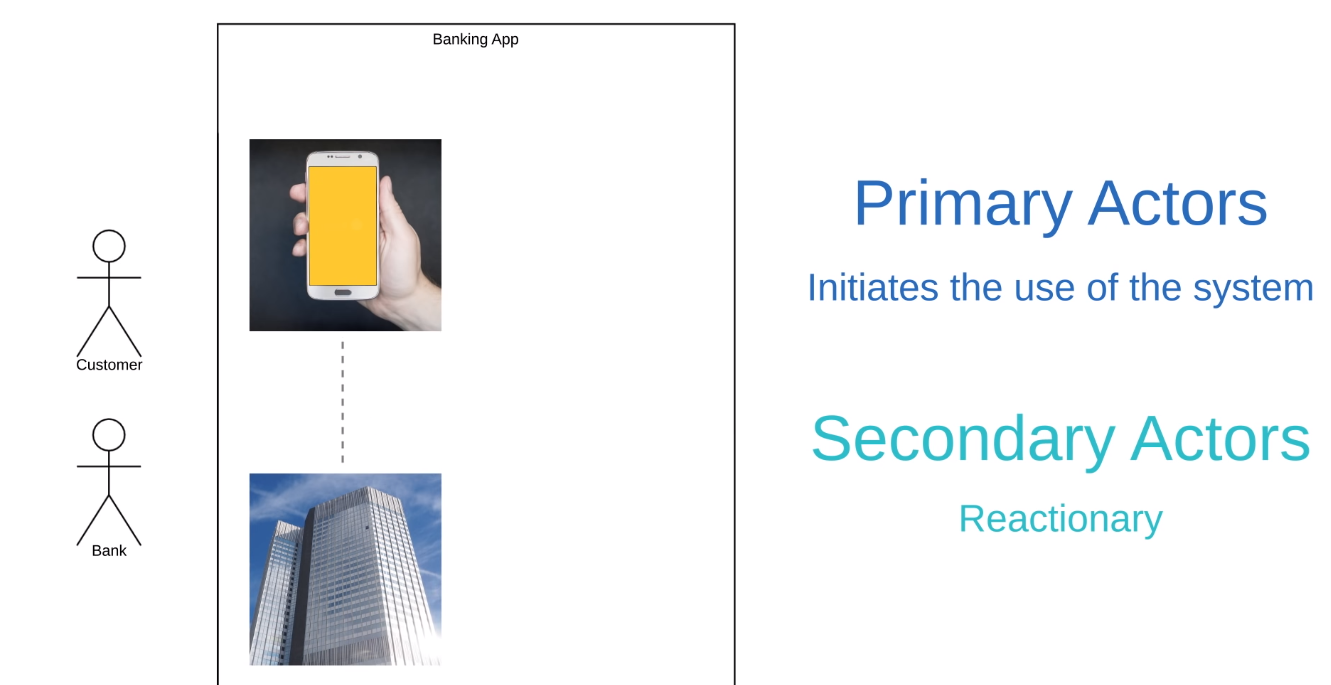 Banking App
Customer
Bank
Primary Actors
Initiates the use of the system
Secondary Actors
Reactionary